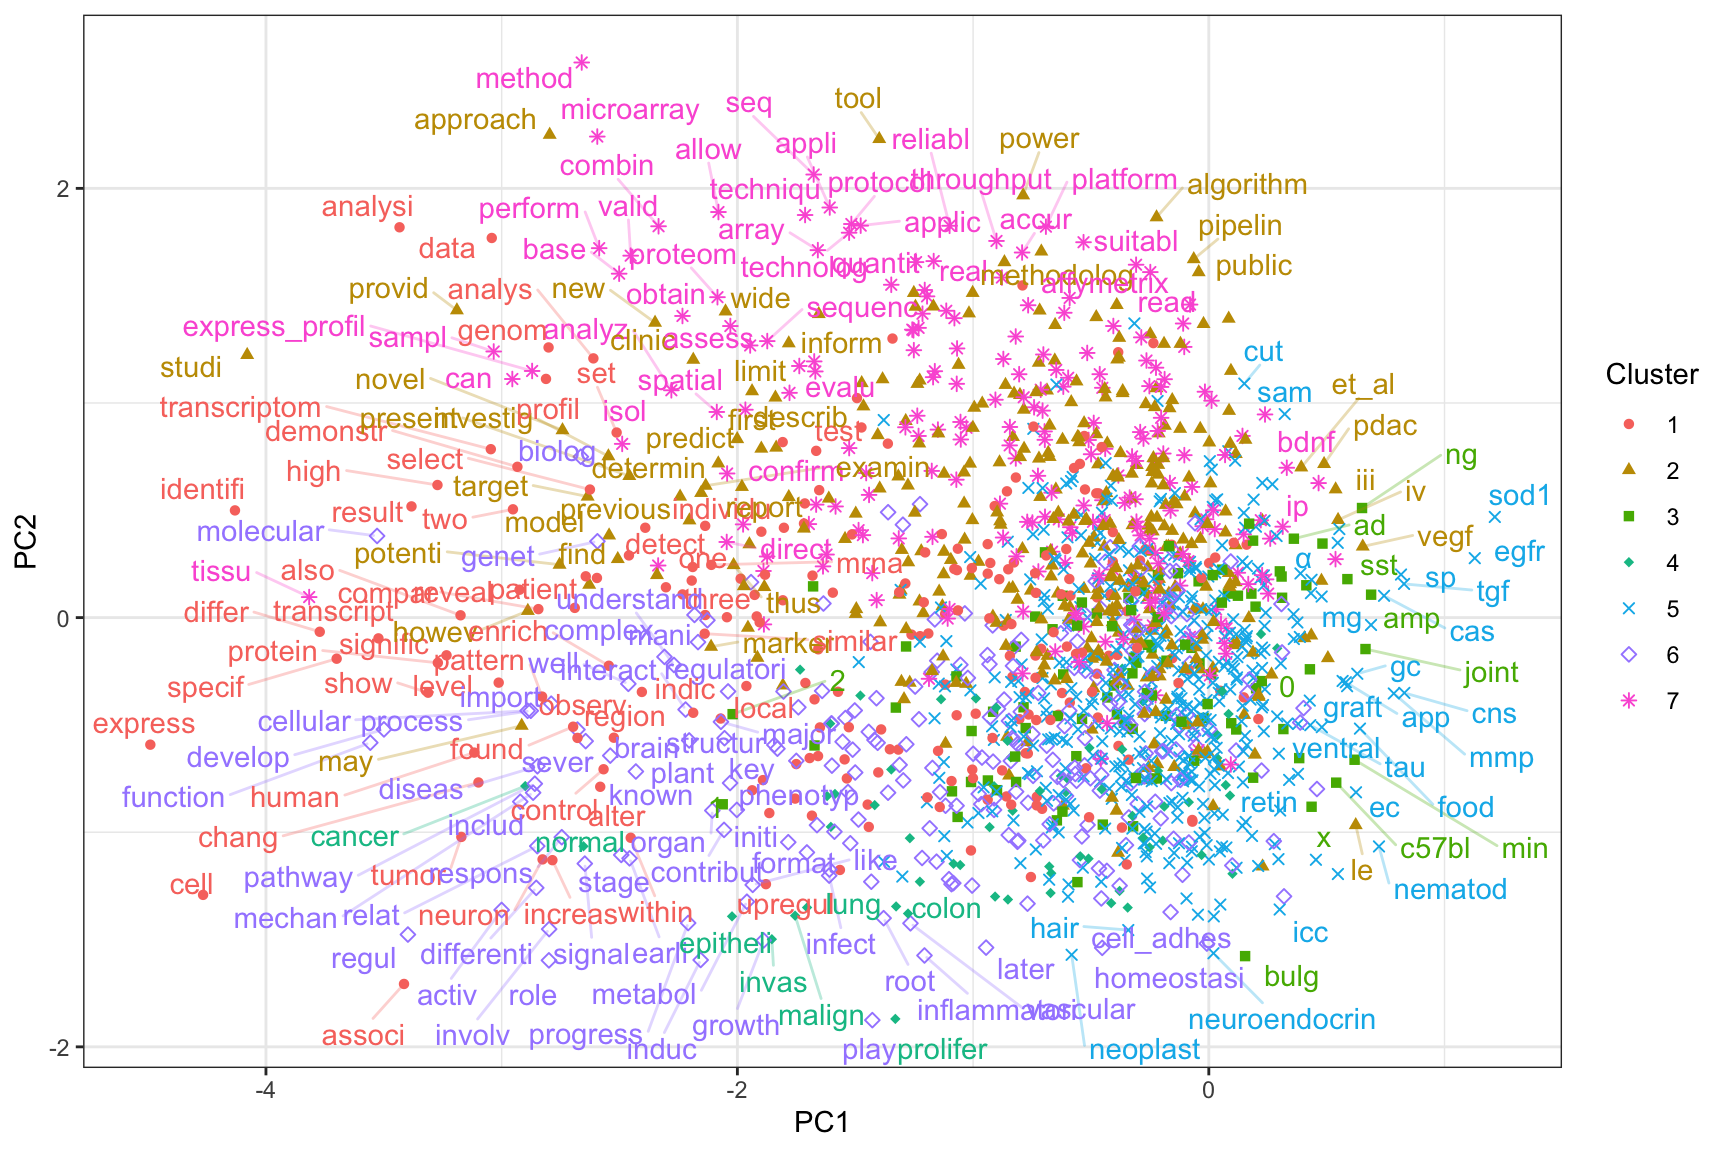 method
microarray
seq
tool
approach
combin
allow
appli
reliabl
power
techniqu
protocol
throughput
platform
algorithm
analysi
perform
valid
array
applic
accur
pipelin
data
base
proteom
technolog
quanti
real
suitabl
public
methodolog
provid
analys
new
obtain
wide
affymetrix
read
express_profil
sampl
genom
analyz
clinic
assess
sequenc
inform
cut
studi
novel
can
set
spatial
limit
evalu
sam
et_al
transcriptom
present
investig
profil
isol
first
describ
test
pdac
demonstr
biolog
predict
bdnf
ng
high
select
determin
confirm
examin
iii
iv
sod1
identifi
target
result
two
model
previous
individu
report
ip
ad
vegf
molecular
potenti
genet
find
detect
one
direct
mrna
α
sst
egfr
tissu
also
compar
reveal
patient
understand
three
thus
sp
tgf
differ
transcript
howev
enrich
complex
mani
marker
similar
mg
amp
cas
protein
signific
pattern
well
interact
regulatori
gc
joint
specif
show
level
import
observ
indic
2
local
0
graft
app
cns
express
cellular
process
region
major
develop
may
found
sever
brain
structur
ventral
tau
mmp
function
human
diseas
plant
key
known
phenotyp
retin
ec
food
chang
cancer
includ
control
alter
1
normal
organ
initi
x
c57bl
min
pathway
tumor
respons
stage
contribut
format
like
le
nematod
cell
mechan
relat
neuron
increas
within
upregul
lung
colon
hair
cell_adhes
icc
regul
differenti
signal
earli
epitheli
infect
later
homeostasi
bulg
activ
role
metabol
invas
root
inflammatori
vascular
neuroendocrin
associ
involv
progress
induc
growth
malign
play
prolifer
neoplast
2
0
-2
-4
-2
0
PC1
PC2
Cluster
1
2
3
4
5
6
7